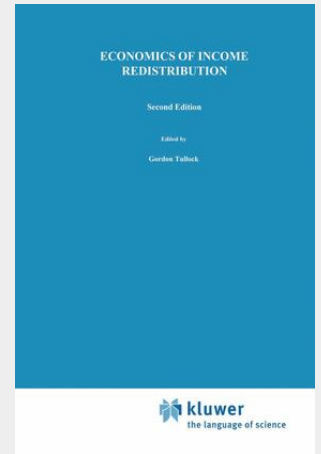 ECONOMICS OF INCOME
REDISTRIBUTION
Second Edition
Edited by
Gordon Tullock
kluwer
the language of science